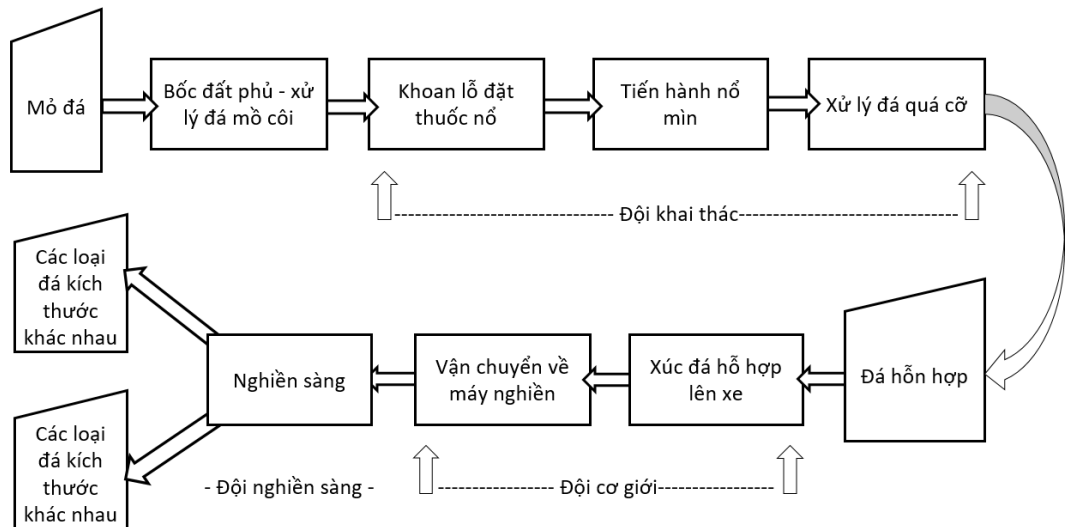 Mỏ đá
Bốc đất phủ - xử
lý đá mồ côi
Khoan lỗ đặt
thuốc nổ
Tiến hành nổ
mìn
Xử lý đá quá cỡ
---------------------------- Đội khai thác------------------------
Các loại
đá kích
thước
khác nhau
Nghiền sàng
Vận chuyển về
máy nghiền
Xúc đá hỗ hợp
lên xe
Đá hỗn hợp
Các loại
đá kích
thước
khác nhau
- Đội nghiền sàng -
---------------- Đội cơ giới----------------